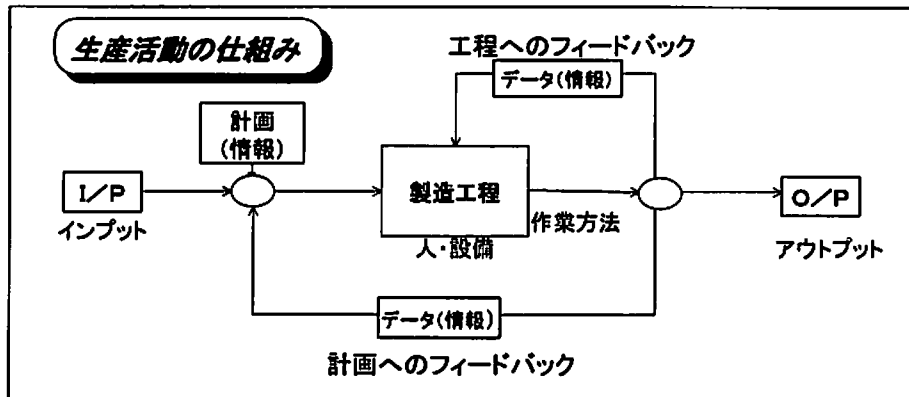 生産活動の仕組み
工程へのフィードバック
データ(情報)
計画
(情報)
I/P
製造工程
O/P
インプット
人・設備
作業方法
アウトプット
データ(情報)
計画へのフィードバック